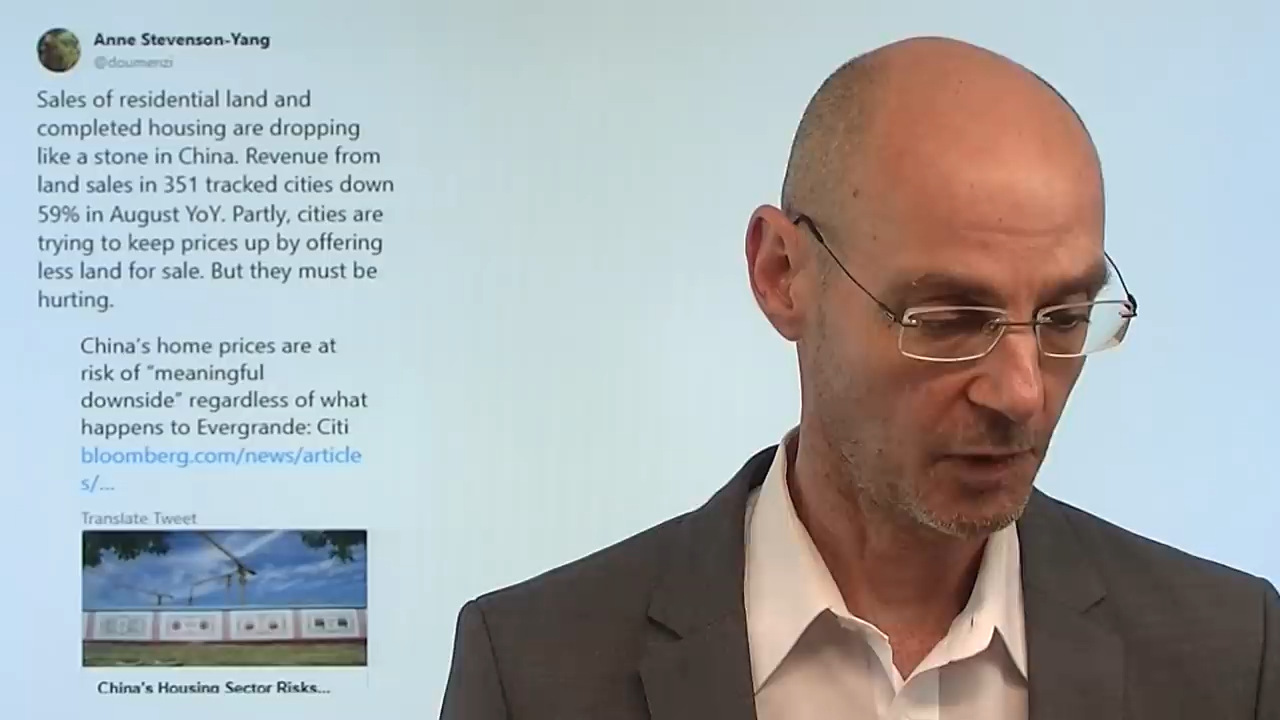 Anne Stevenson-Yang
@doumenzi
Sales of residential land and
completed housing are dropping
like a stone in China. Revenue from
land sales in 351 tracked cities down
59% in August YoY. Partly, cities are
trying to keep prices up by offering
less land for sale. But they must be
hurting.
China's home prices are at
risk of "meaningful
downside" regardless of what
happens to Evergrande: Citi
bloomberg.com/news/article
s/...
Translate Tweet
China's Housing Sector Risks...